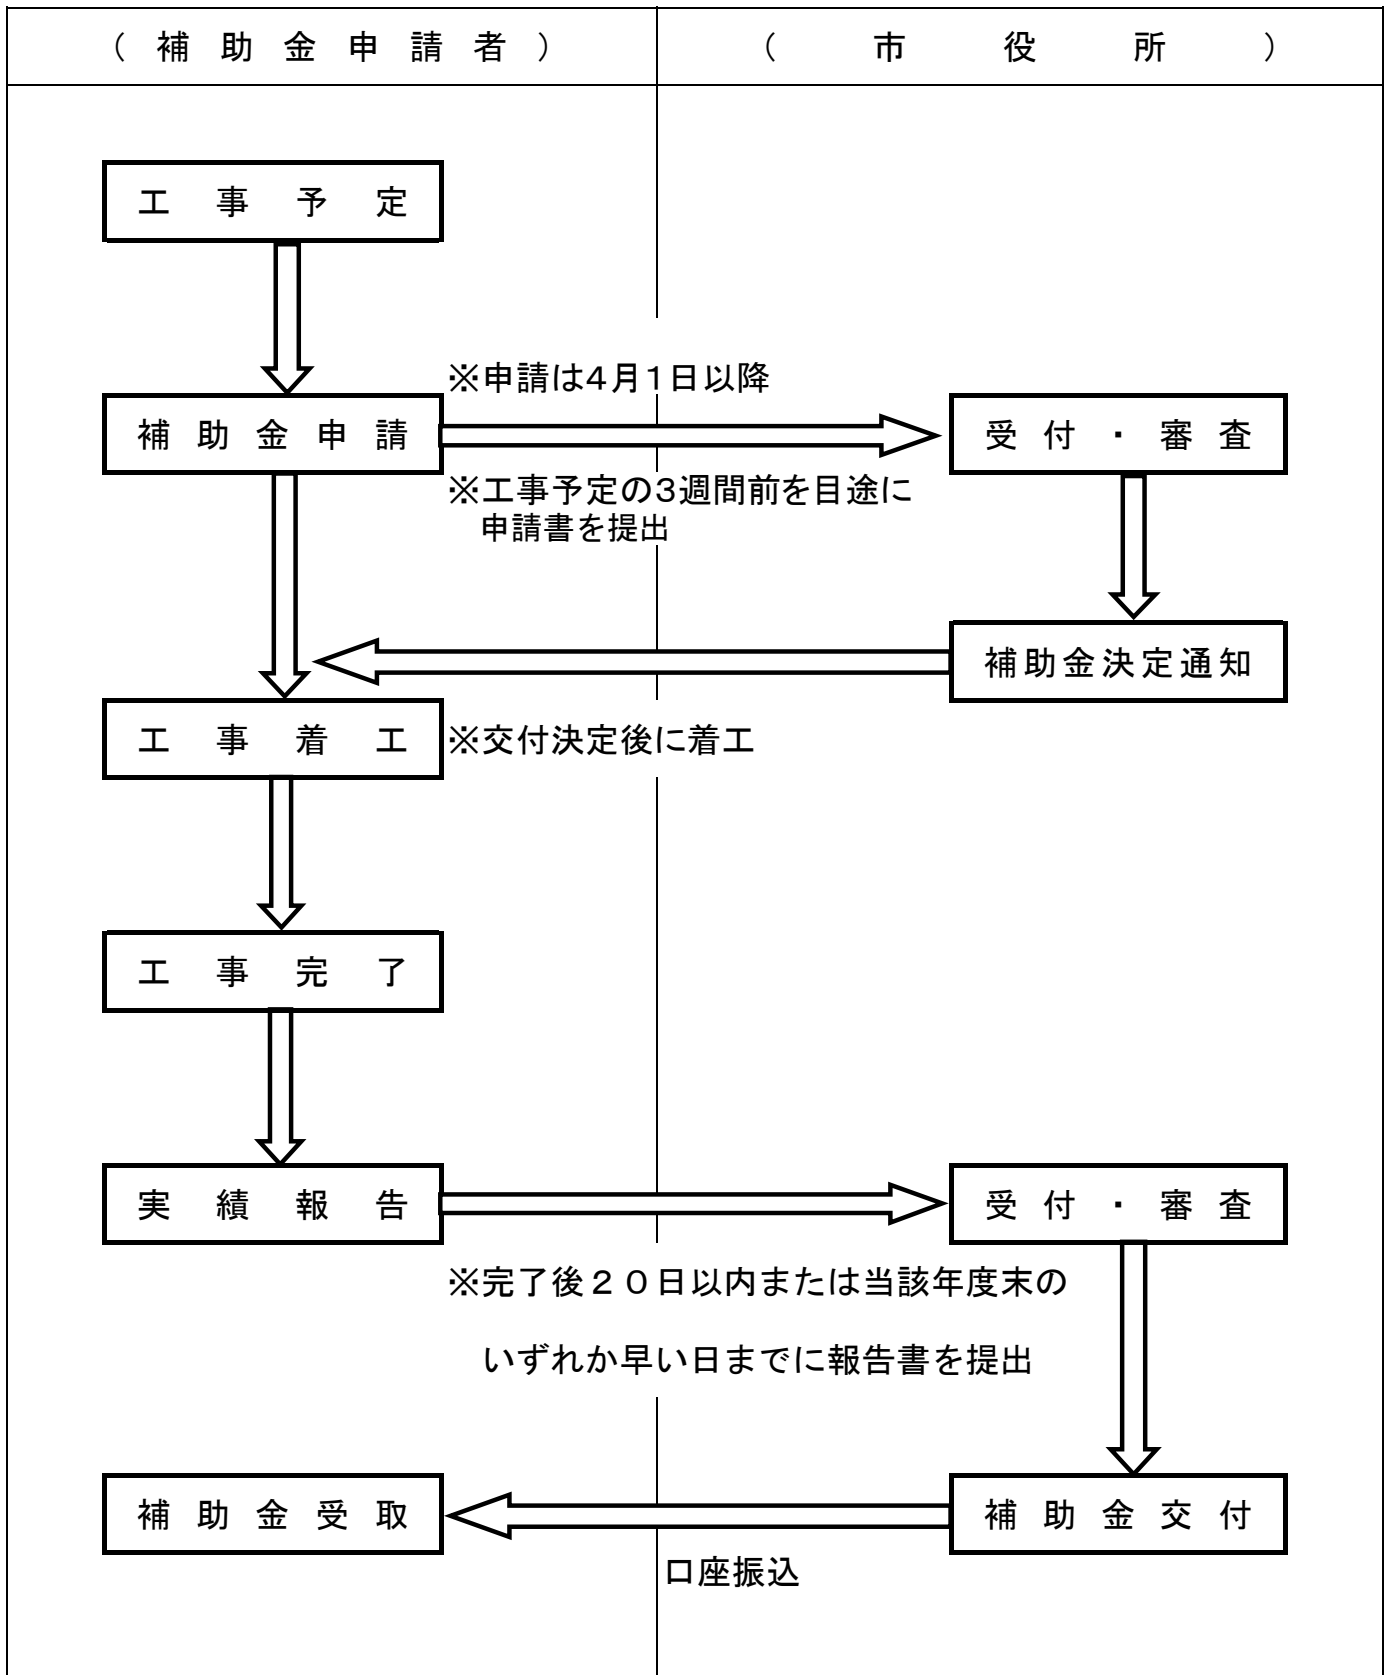 （補助金申請者）
（市役所）
工事予定
※申請は4月1日以降
補助金申請
受付・審査
※工事予定の3週間前を目途に
申請書を提出
補助金決定通知
工事着工
※交付決定後に着工
工事完了
実績報告
受付・審査
※完了後２０日以内または当該年度末の
いずれか早い日までに報告書を提出
補助金受取
補助金交付
口座振込